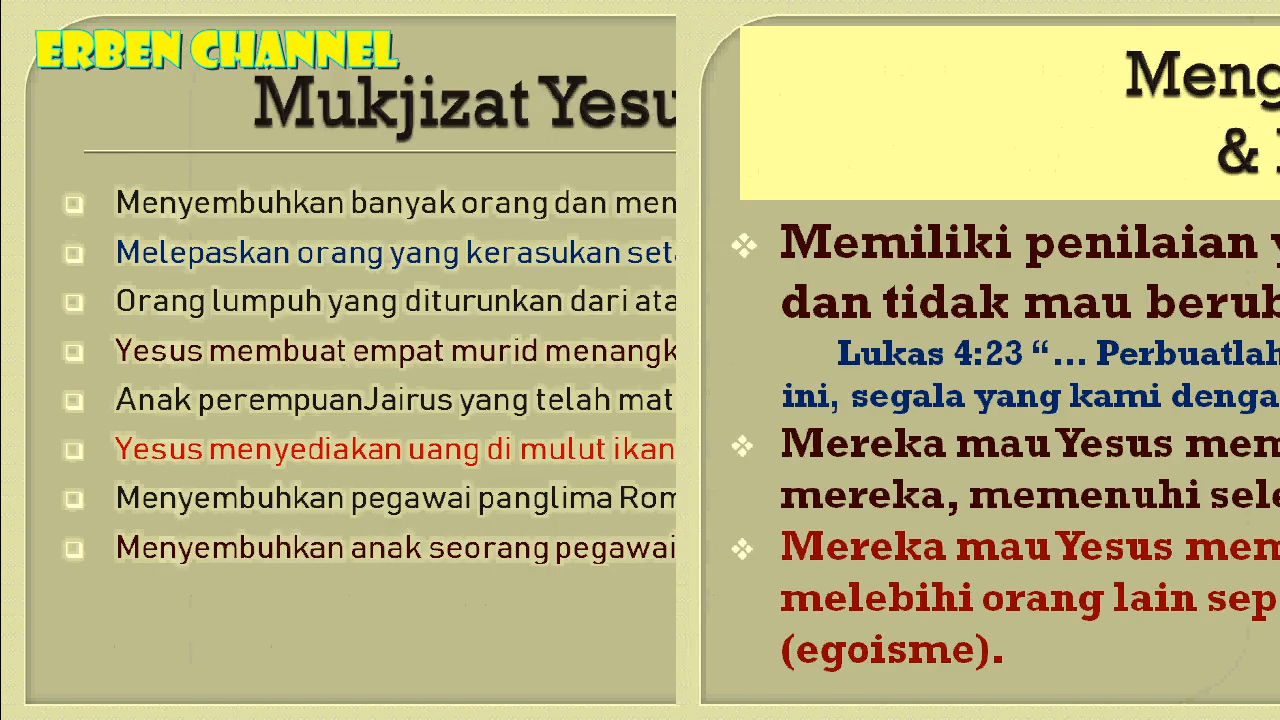 ERBEN CHANNEL
Mukjizat Yesu
Menyembuhkan banyak orang dan men
Melepaskan orang yang kerasukan set
Orang lumpuh yang diturunkan dari ata
Yesus membuat empat murid menangk
Anak perempuanJairus yang telah mat
Yesus menyediakan uang di mulut ikan
Menyembuhkan pegawai panglima Rom
Menyembuhkan anak seorang pegawai
Meng
&
Memiliki penilaian y
dan tidak mau berub
Lukas 4:23 “... Perbuatlah
ini, segala yang kami denga
Mereka mau Yesus mem
mereka, memenuhi sele
Mereka mau Yesus mem
melebihi orang lain sep
(egoisme).